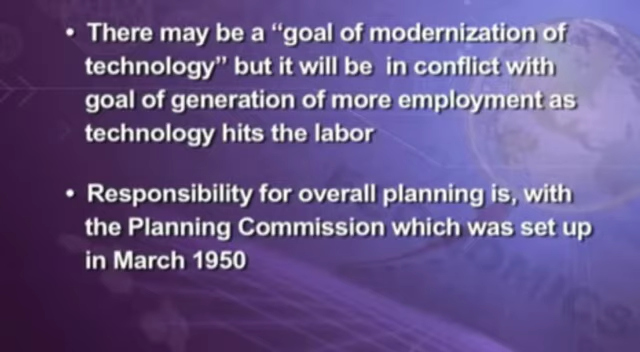 • There may be a “goal of modernization of
technology” but it will be in conflict with
goal of generation of more employment as
technology hits the labor
• Responsibility for overall planning is, with
the Planning Commission which was set up
in March 1950